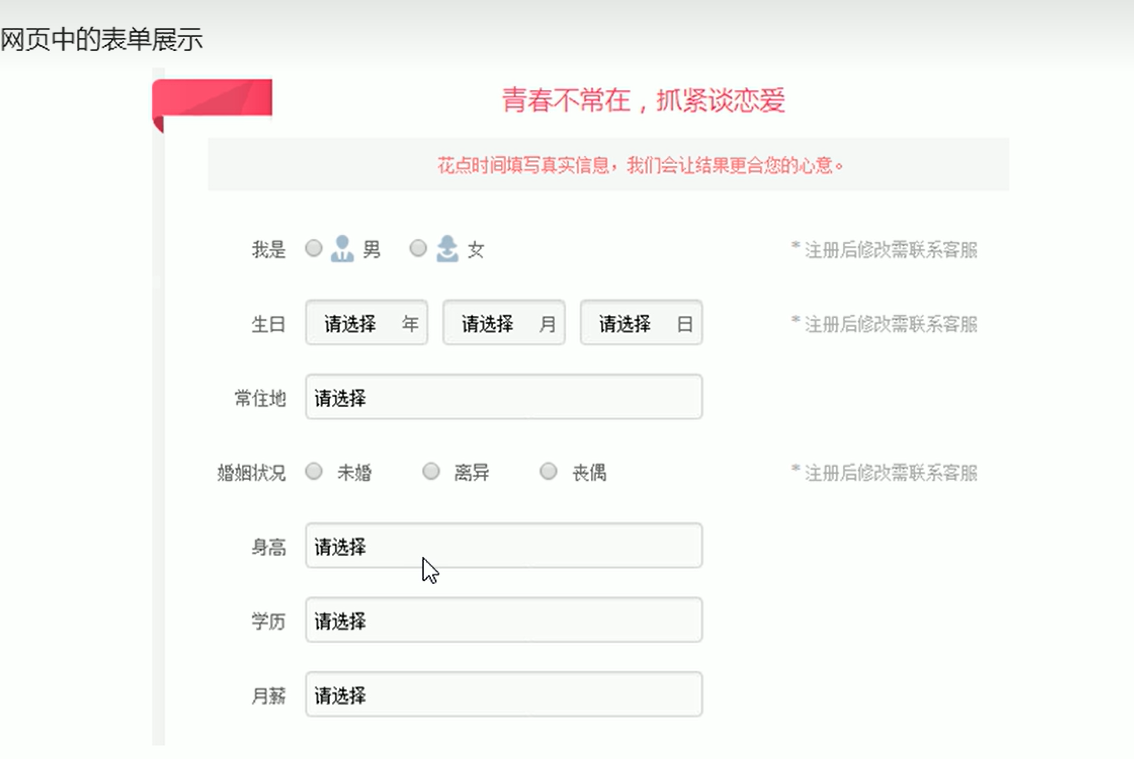 网页中的表单展示
青春不常在，抓紧谈恋爱
花点时间填写真实信息，我们会让结果更合您的心意。
我是 男 女 * 注册后修改需联系客服
生日 请选择 年 请选择 月 请选择 日 * 注册后修改需联系客服
常住地 请选择
婚姻状况 未婚 离异 丧偶 * 注册后修改需联系客服
身高 请选择
学历 请选择
月薪 请选择